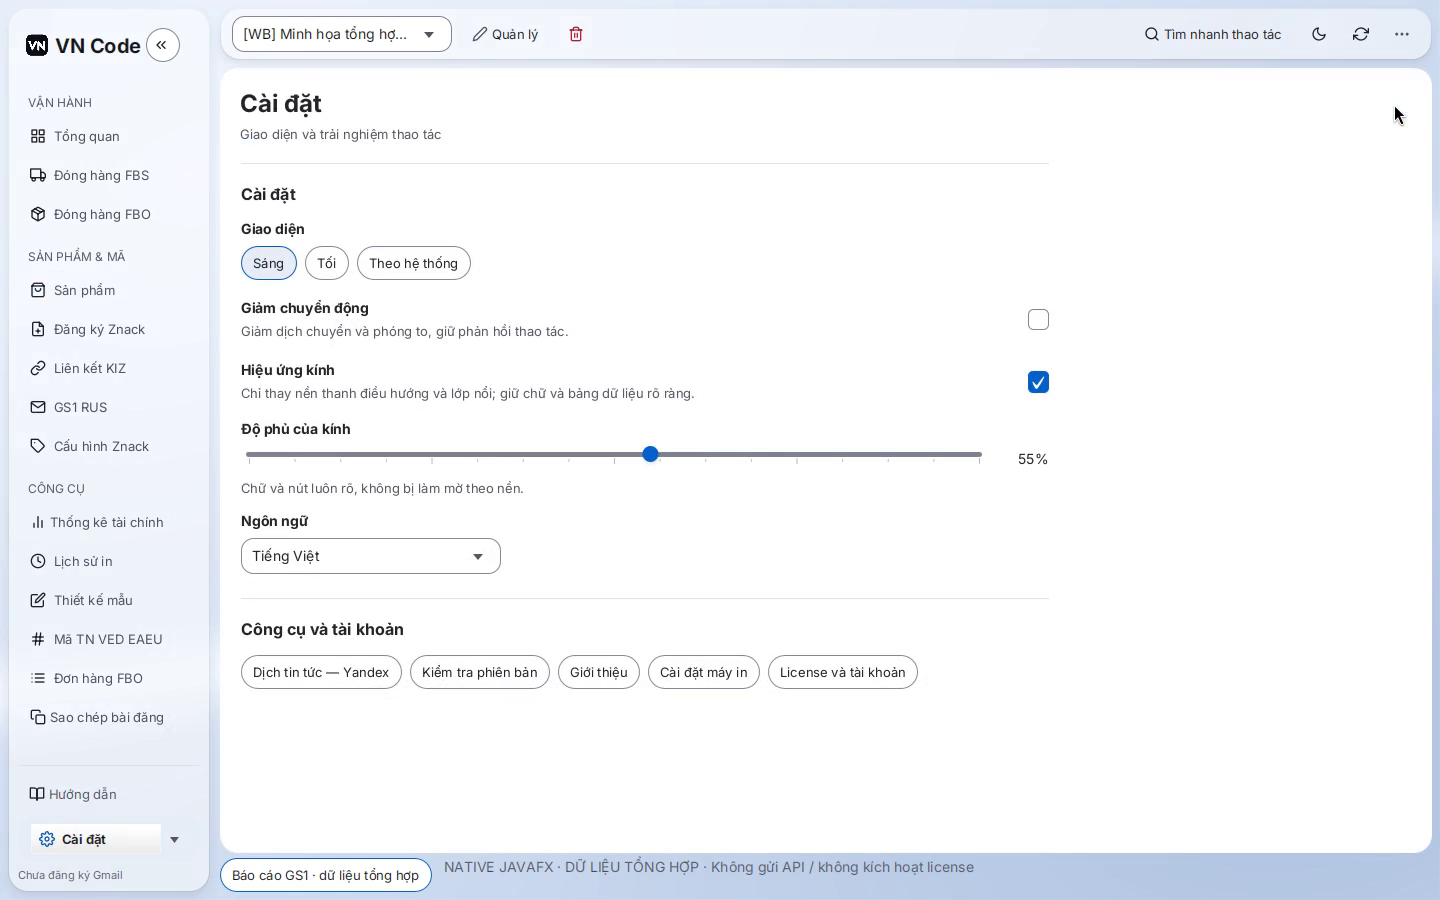 VN VN Code
VẬN HÀNH
Tổng quan
Đóng hàng FBS
Đóng hàng FBO
SẢN PHẨM & MÃ
Sản phẩm
Đăng ký Znack
Liên kết KIZ
GS1 RUS
Cấu hình Znack
CÔNG CỤ
Thống kê tài chính
Lịch sử in
Thiết kế mẫu
Mã TN VED EAEU
Đơn hàng FBO
Sao chép bài đăng
Hướng dẫn
Cài đặt
Chưa đăng ký Gmail
[WB] Minh họa tổng hợ... Quản lý Tìm nhanh thao tác
Cài đặt
Giao diện và trải nghiệm thao tác
Cài đặt
Giao diện
Sáng Tối Theo hệ thống
Giảm chuyển động
Giảm dịch chuyển và phóng to, giữ phản hồi thao tác.
Hiệu ứng kính
Chỉ thay nền thanh điều hướng và lớp nổi; giữ chữ và bảng dữ liệu rõ ràng.
Độ phủ của kính
55%
Chữ và nút luôn rõ, không bị làm mờ theo nền.
Ngôn ngữ
Tiếng Việt
Công cụ và tài khoản
Dịch tin tức — Yandex Kiểm tra phiên bản Giới thiệu Cài đặt máy in License và tài khoản
Báo cáo GS1 · dữ liệu tổng hợp NATIVE JAVAFX · DỮ LIỆU TỔNG HỢP · Không gửi API / không kích hoạt license